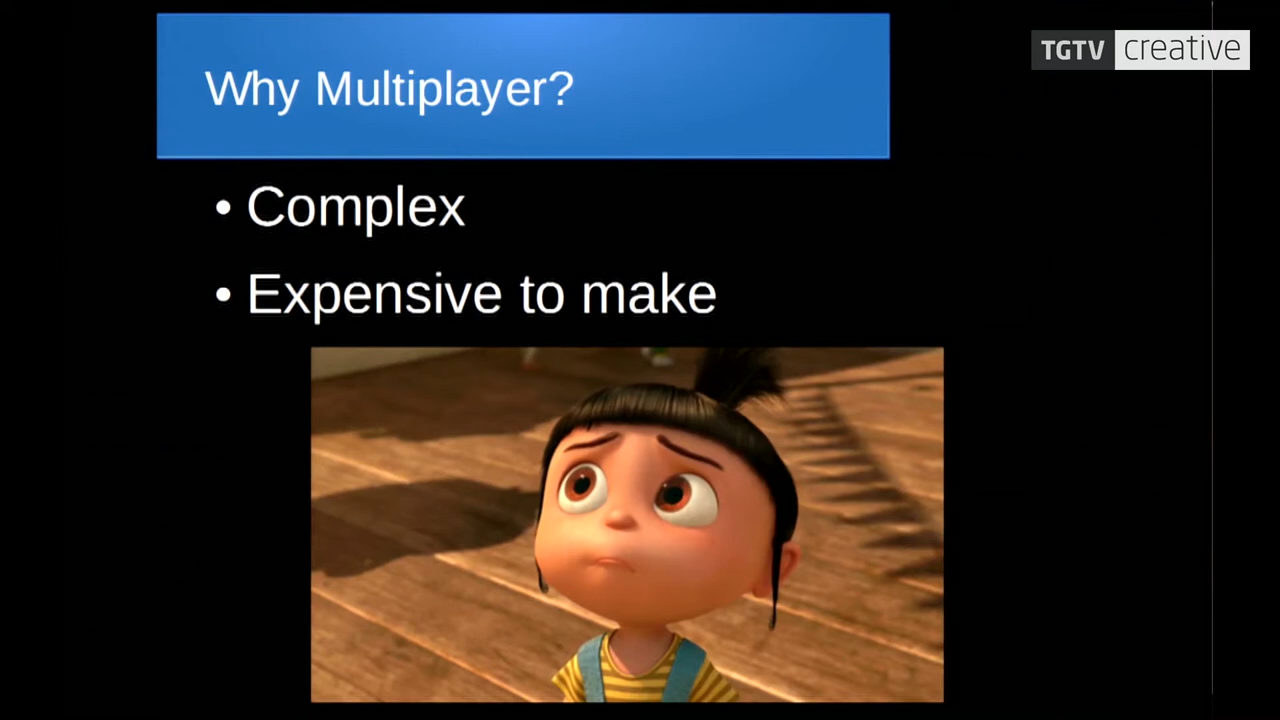 Why Multiplayer?
TGTV creative
• Complex
• Expensive to make